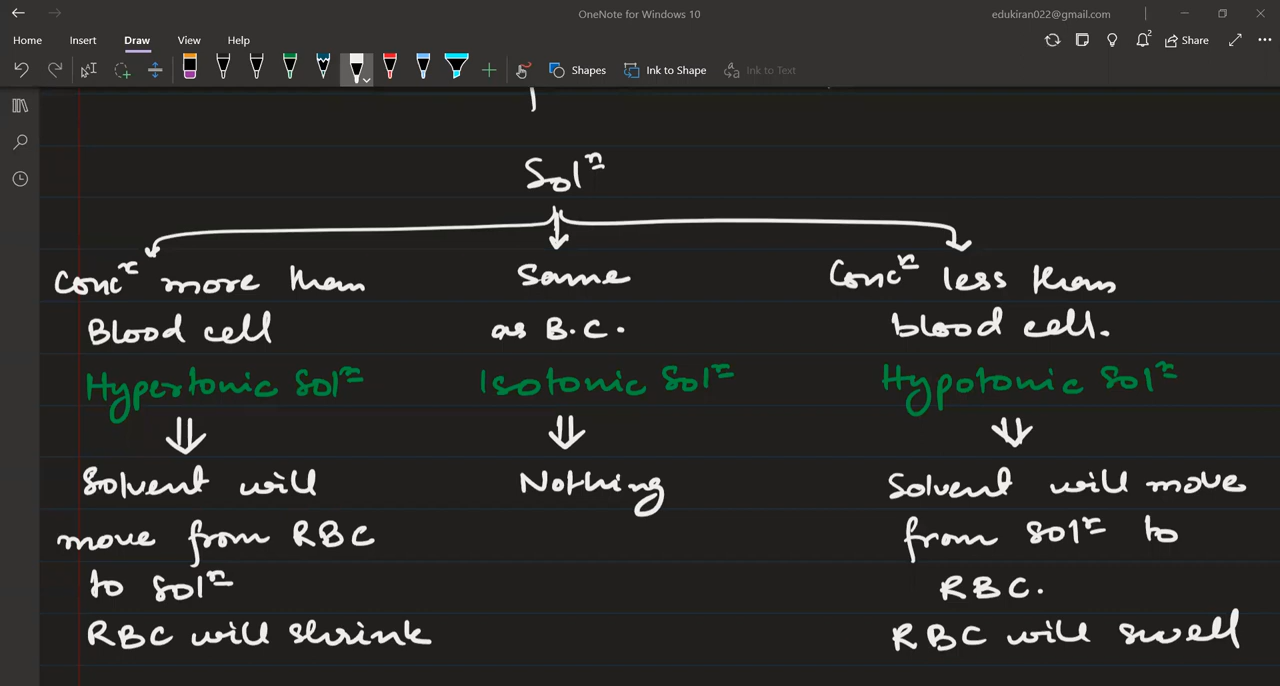 OneNote for Windows 10
edukiran022@gmail.com
Home Insert Draw View Help
Share
Shapes
Ink to Shape
Ink to Text
Solⁿ
Concⁿ more than
Blood cell
Hypertonic Solⁿ
Solvent will
move from RBC
to Solⁿ
RBC will shrink
Same
as B.C.
Isotonic Solⁿ
Nothing
Concⁿ less than
blood cell.
Hypotonic Solⁿ
Solvent will move
from Solⁿ to
RBC.
RBC will swell